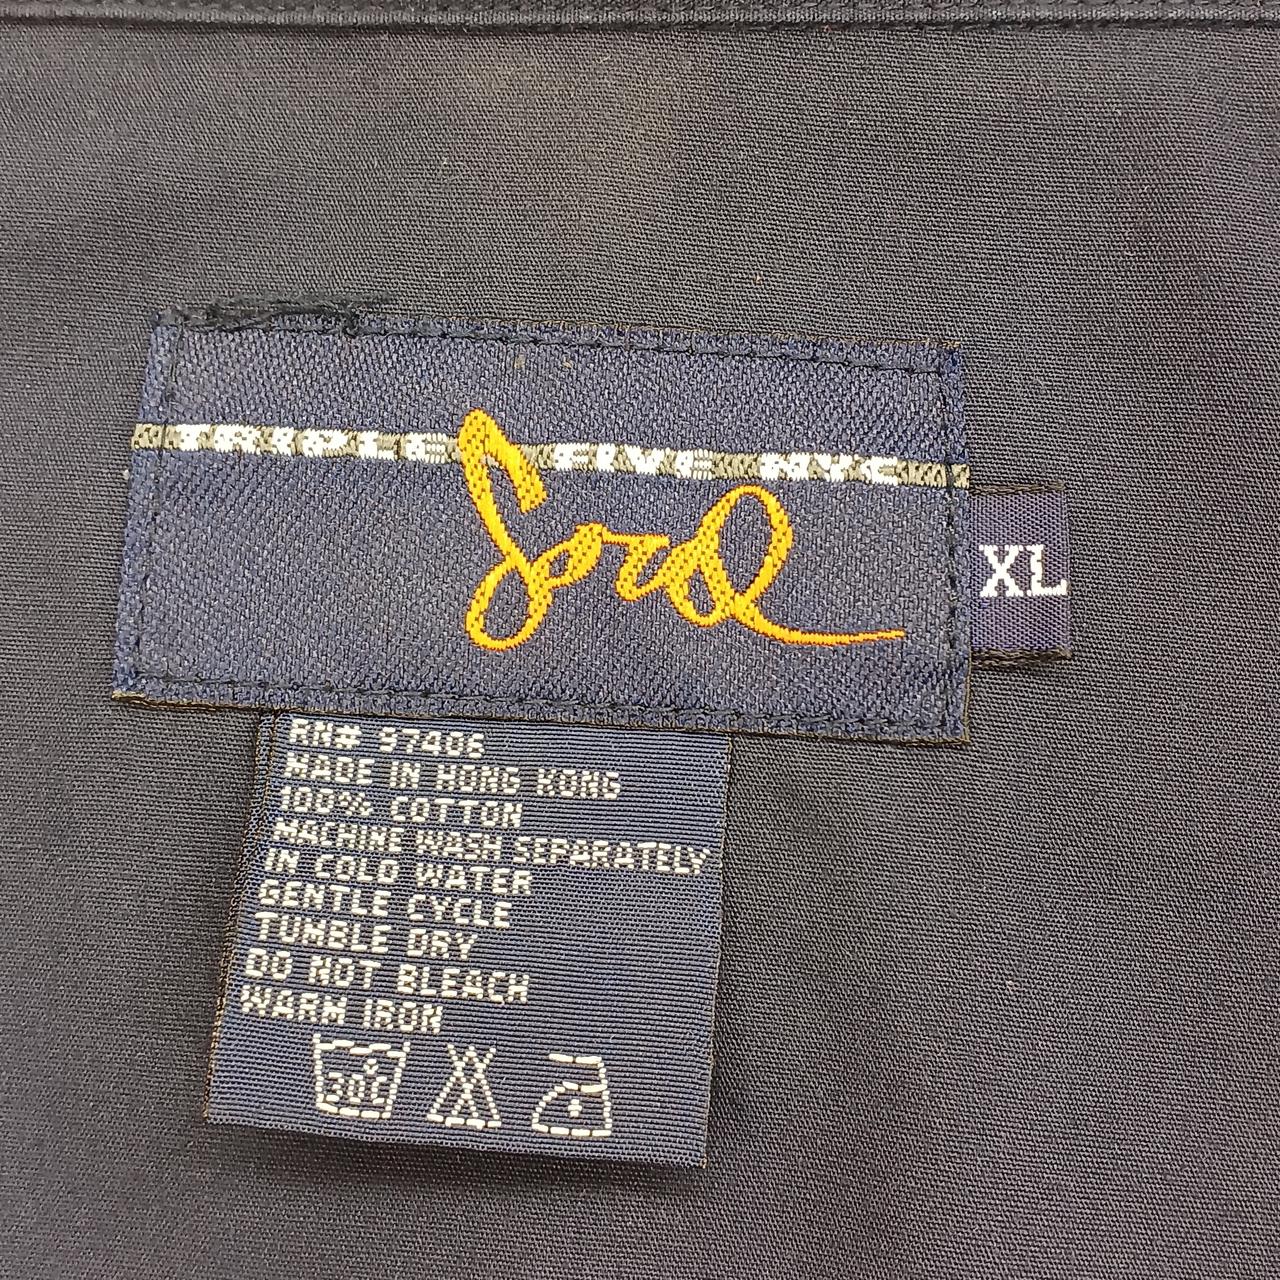 TRIPLE FIVE NYC
Soul
XL
RN# 97406
MADE IN HONG KONG
100% COTTON
MACHINE WASH SEPARATELY
IN COLD WATER
GENTLE CYCLE
TUMBLE DRY
DO NOT BLEACH
WARM IRON
30C